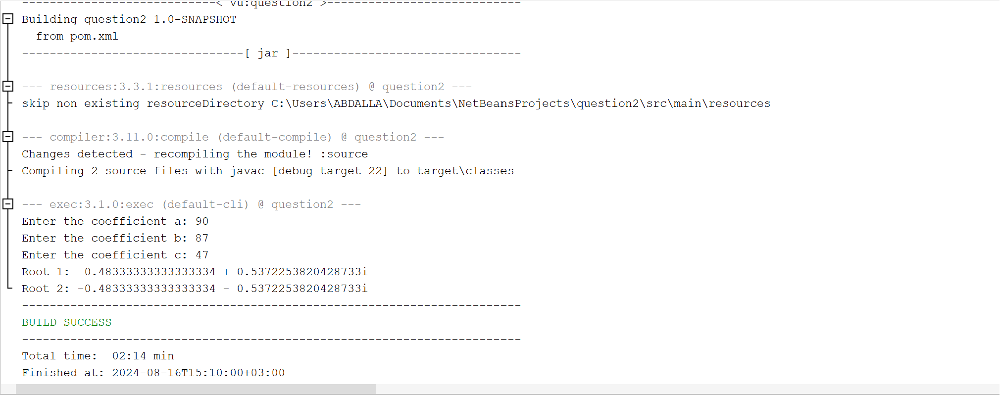 -----------------------------< vu:question2 >-----------------------------
Building question2 1.0-SNAPSHOT
  from pom.xml
--------------------------------[ jar ]---------------------------------
--- resources:3.3.1:resources (default-resources) @ question2 ---
skip non existing resourceDirectory C:\Users\ABDALLA\Documents\NetBeansProjects\question2\src\main\resources
--- compiler:3.11.0:compile (default-compile) @ question2 ---
Changes detected - recompiling the module! :source
Compiling 2 source files with javac [debug target 22] to target\classes
--- exec:3.1.0:exec (default-cli) @ question2 ---
Enter the coefficient a: 90
Enter the coefficient b: 87
Enter the coefficient c: 47
Root 1: -0.48333333333333334 + 0.5372253820428733i
Root 2: -0.48333333333333334 - 0.5372253820428733i
------------------------------------------------------------------------
BUILD SUCCESS
------------------------------------------------------------------------
Total time:  02:14 min
Finished at: 2024-08-16T15:10:00+03:00